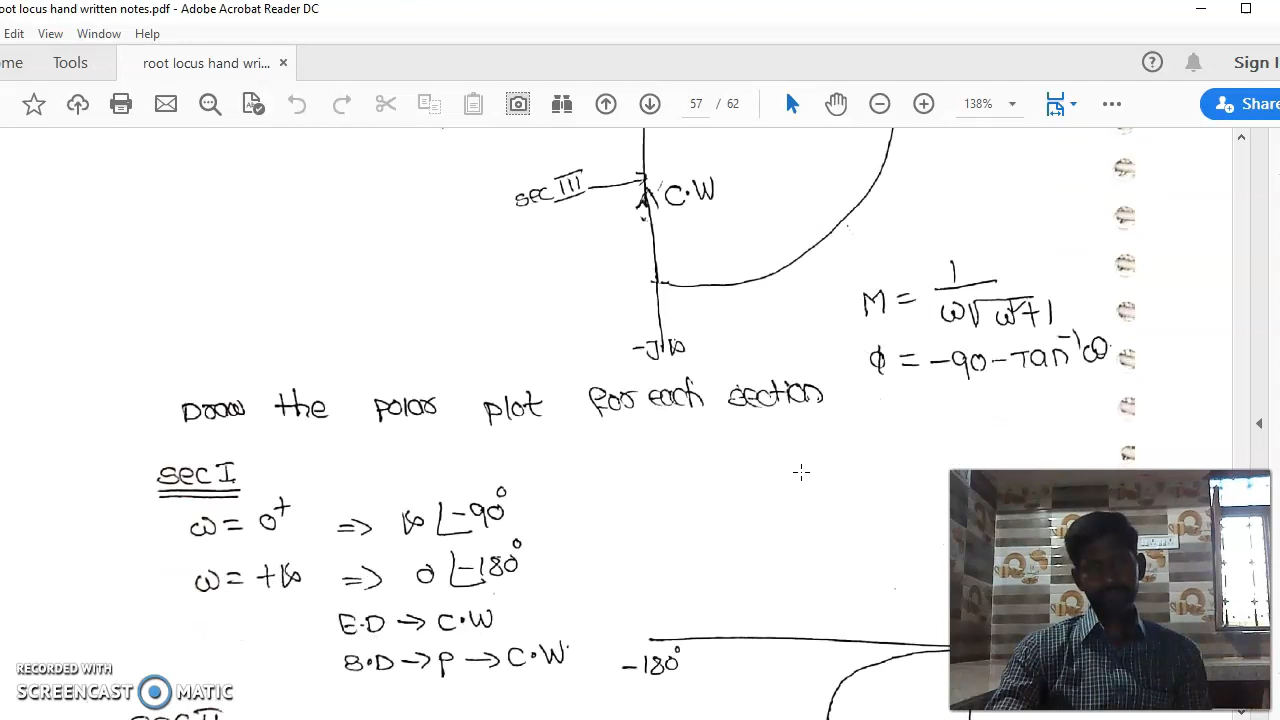 root locus hand written notes.pdf - Adobe Acrobat Reader DC
Edit View Window Help
ome Tools root locus hand wri... × Sign I
57 / 62 138% Share
sec III C.W
M = 1 / ω√ω²+1
-J∞
φ = -90 - Tan⁻¹ω
Draw the polar plot for each section
sec I
ω = 0⁺ ⇒ ∞ ∠-90°
ω = +∞ ⇒ 0 ∠-180°
E.D → C.W
S.D → P → C.W
-180°
RECORDED WITH
SCREENCAST MATIC